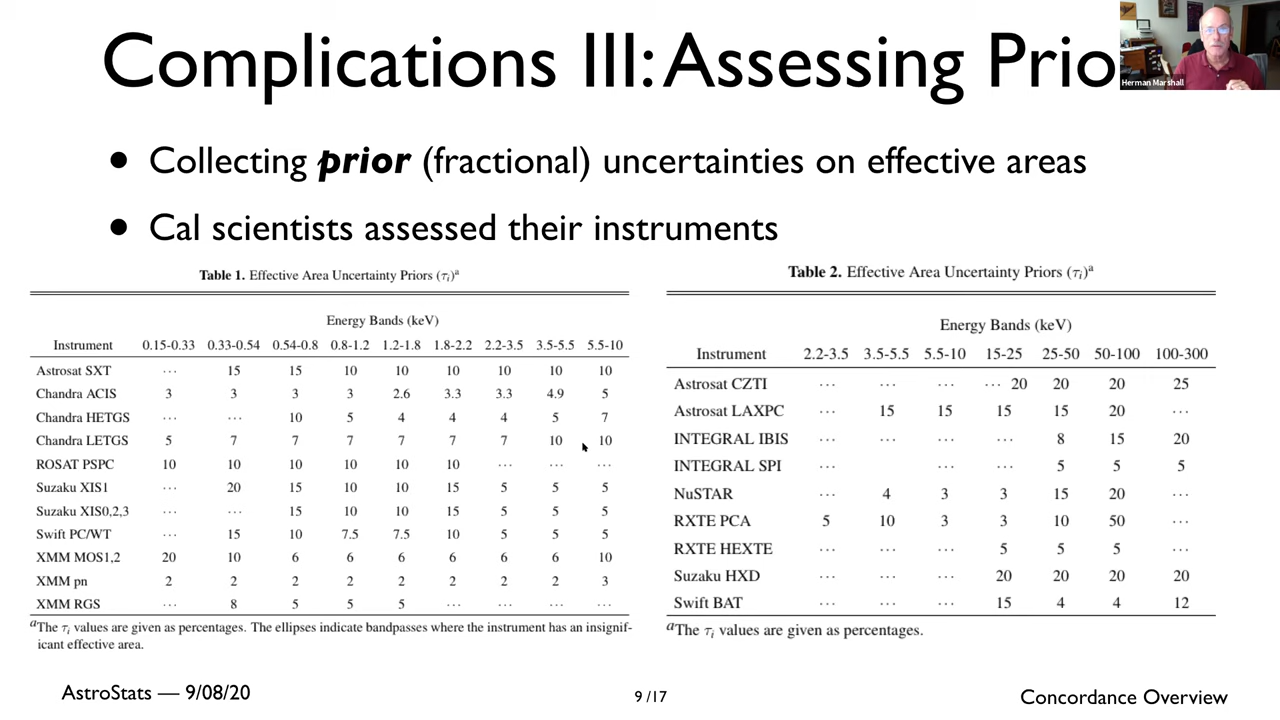 Complications III: Assessing Prio
Herman Marshall
• Collecting prior (fractional) uncertainties on effective areas
• Cal scientists assessed their instruments
Table 1. Effective Area Uncertainty Priors (τi)a
Energy Bands (keV)
Instrument 0.15-0.33 0.33-0.54 0.54-0.8 0.8-1.2 1.2-1.8 1.8-2.2 2.2-3.5 3.5-5.5 5.5-10
Astrosat SXT ... 15 15 10 10 10 10 10 10
Chandra ACIS 3 3 3 3 2.6 3.3 3.3 4.9 5
Chandra HETGS ... ... 10 5 4 4 4 5 7
Chandra LETGS 5 7 7 7 7 7 7 10 10
ROSAT PSPC 10 10 10 10 10 10 ... ... ...
Suzaku XIS1 ... 20 15 10 10 15 5 5 5
Suzaku XIS0,2,3 ... ... 15 10 10 15 5 5 5
Swift PC/WT ... 15 10 7.5 7.5 10 5 5 5
XMM MOS1,2 20 10 6 6 6 6 6 6 10
XMM pn 2 2 2 2 2 2 2 2 3
XMM RGS ... 8 5 5 5 ... ... ... ...
aThe τi values are given as percentages. The ellipses indicate bandpasses where the instrument has an insignif-
icant effective area.
Table 2. Effective Area Uncertainty Priors (τi)a
Energy Bands (keV)
Instrument 2.2-3.5 3.5-5.5 5.5-10 15-25 25-50 50-100 100-300
Astrosat CZTI ... ... ... ... 20 20 20 25
Astrosat LAXPC ... 15 15 15 15 20 ...
INTEGRAL IBIS ... ... ... ... 8 15 20
INTEGRAL SPI ... ... ... 5 5 5
NuSTAR ... 4 3 3 15 20 ...
RXTE PCA 5 10 3 3 10 50 ...
RXTE HEXTE ... ... ... 5 5 5 ...
Suzaku HXD ... ... ... 20 20 20 20
Swift BAT ... ... ... 15 4 4 12
aThe τi values are given as percentages.
AstroStats — 9/08/20
9 /17
Concordance Overview